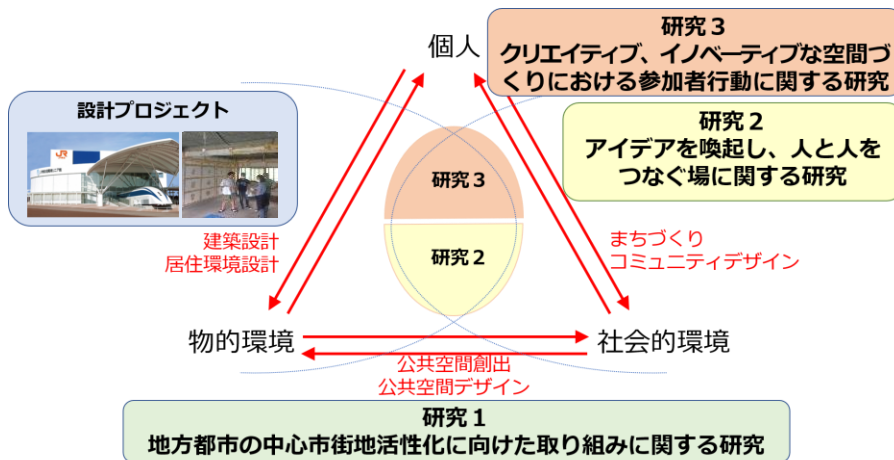 個人
研究３
クリエイティブ、イノベーティブな空間づ
くりにおける参加者行動に関する研究
設計プロジェクト
JR
研究２
アイデアを喚起し、人と人を
つなぐ場に関する研究
研究３
研究２
建築設計
居住環境設計
まちづくり
コミュニティデザイン
物的環境
社会的環境
公共空間創出
公共空間デザイン
研究１
地方都市の中心市街地活性化に向けた取り組みに関する研究